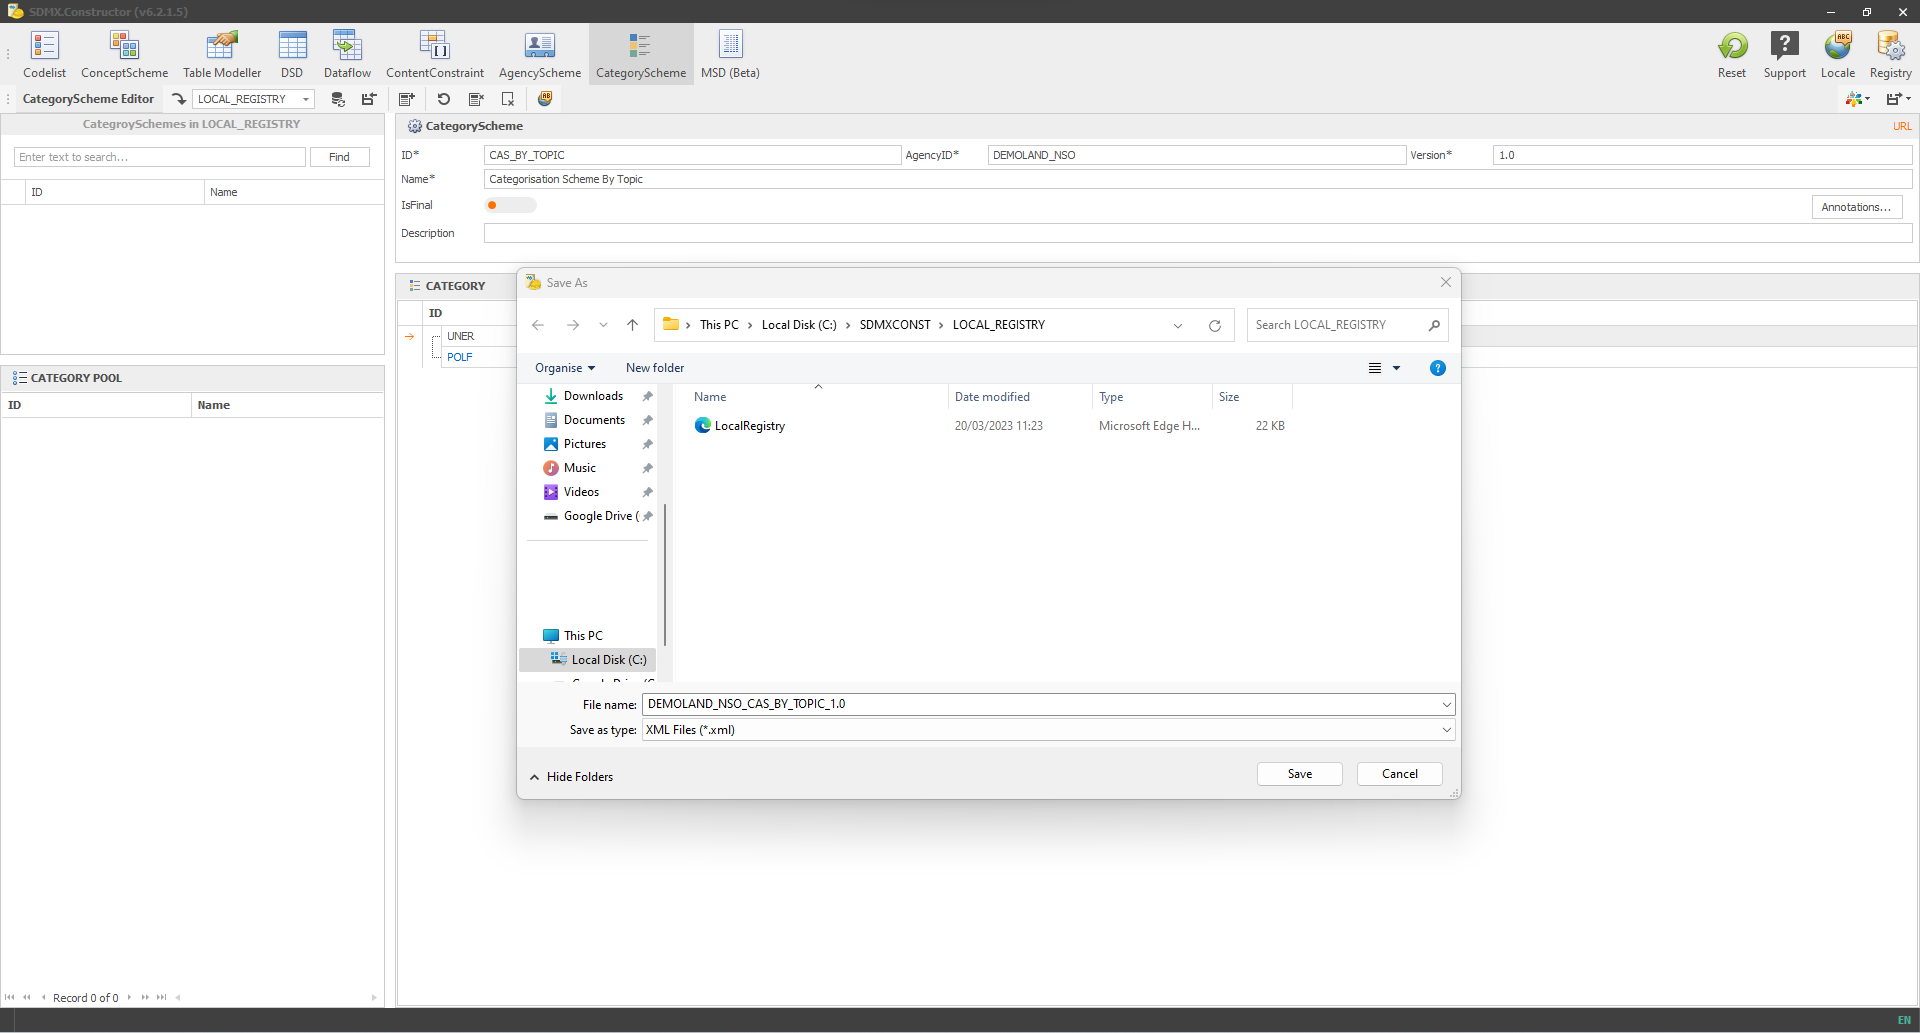 SDMX.Constructor (v6.2.1.5)
Codelist ConceptScheme Table Modeller DSD Dataflow ContentConstraint AgencyScheme CategoryScheme MSD (Beta) Reset Support Locale Registry
CategoryScheme Editor LOCAL_REGISTRY
CategroySchemes in LOCAL_REGISTRY
Enter text to search... Find
ID Name
CATEGORY POOL
ID Name
Record 0 of 0
CategoryScheme URL
ID* CAS_BY_TOPIC AgencyID* DEMOLAND_NSO Version* 1.0
Name* Categorisation Scheme By Topic
IsFinal Annotations...
Description
CATEGORY
ID
UNER
POLF
Save As
This PC > Local Disk (C:) > SDMXCONST > LOCAL_REGISTRY Search LOCAL_REGISTRY
Organise New folder
Name Date modified Type Size
LocalRegistry 20/03/2023 11:23 Microsoft Edge H... 22 KB
Downloads
Documents
Pictures
Music
Videos
Google Drive (
This PC
Local Disk (C:)
File name: DEMOLAND_NSO_CAS_BY_TOPIC_1.0
Save as type: XML Files (*.xml)
Hide Folders Save Cancel
EN